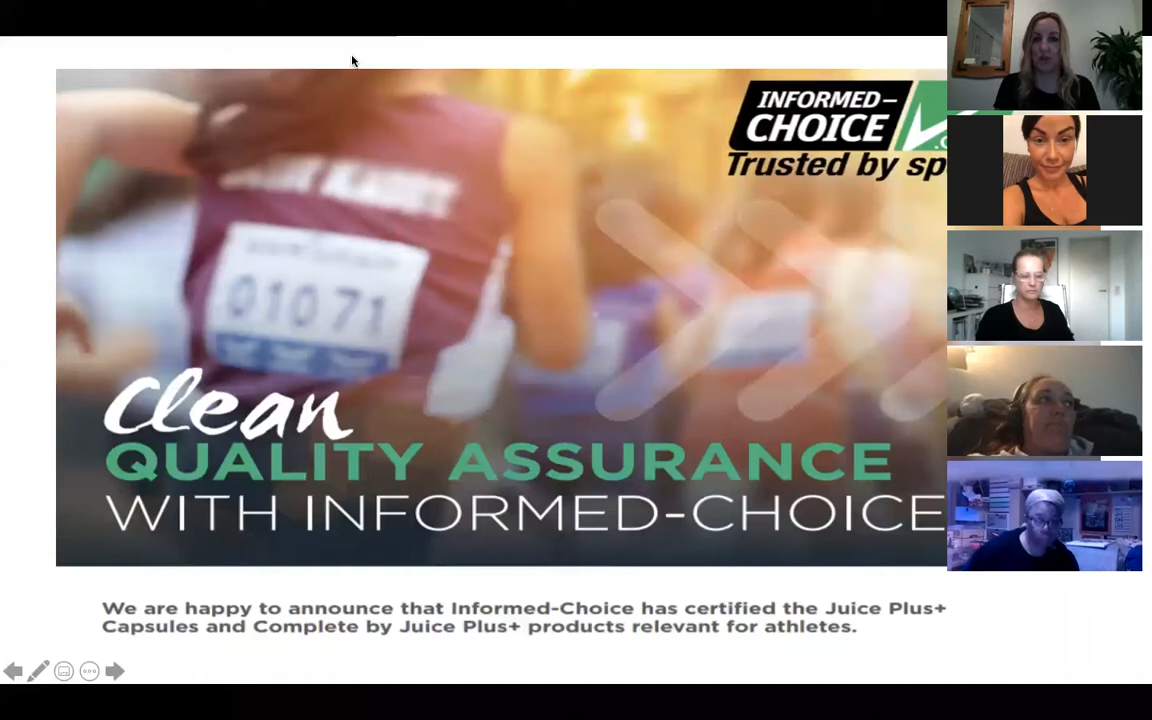 INFORMED–
CHOICE
Trusted by sp
01071
clean
QUALITY ASSURANCE
WITH INFORMED-CHOICE
We are happy to announce that Informed-Choice has certified the Juice Plus+
Capsules and Complete by Juice Plus+ products relevant for athletes.